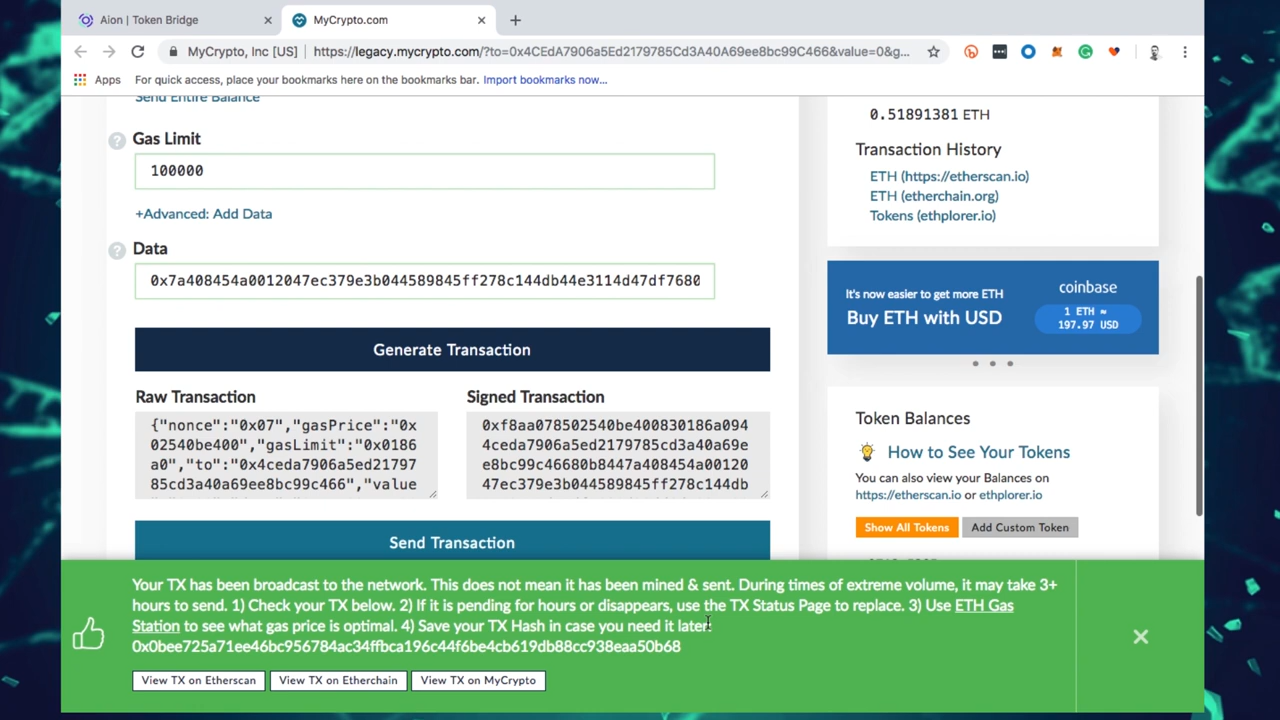 Aion | Token Bridge
MyCrypto.com
MyCrypto, Inc [US]
https://legacy.mycrypto.com/?to=0x4CEdA7906a5Ed2179785Cd3A40A69ee8bc99C466&value=0&g...
Apps
For quick access, place your bookmarks here on the bookmarks bar. Import bookmarks now...
Send Entire Balance
Gas Limit
100000
+Advanced: Add Data
Data
0x7a408454a0012047ec379e3b044589845ff278c144db44e3114d47df7680
Generate Transaction
Raw Transaction
{"nonce":"0x07","gasPrice":"0x
02540be400","gasLimit":"0x0186
a0","to":"0x4ceda7906a5ed21797
85cd3a40a69ee8bc99c466","value
Signed Transaction
0xf8aa078502540be400830186a094
4ceda7906a5ed2179785cd3a40a69e
e8bc99c46680b8447a408454a00120
47ec379e3b044589845ff278c144db
Send Transaction
0.51891381 ETH
Transaction History
ETH (https://etherscan.io)
ETH (etherchain.org)
Tokens (ethplorer.io)
It's now easier to get more ETH
Buy ETH with USD
coinbase
1 ETH ≈
197.97 USD
Token Balances
How to See Your Tokens
You can also view your Balances on
https://etherscan.io or ethplorer.io
Show All Tokens
Add Custom Token
Your TX has been broadcast to the network. This does not mean it has been mined & sent. During times of extreme volume, it may take 3+
hours to send. 1) Check your TX below. 2) If it is pending for hours or disappears, use the TX Status Page to replace. 3) Use ETH Gas
Station to see what gas price is optimal. 4) Save your TX Hash in case you need it later:
0x0bee725a71ee46bc956784ac34ffbca196c44f6be4cb619db88cc938eaa50b68
View TX on Etherscan
View TX on Etherchain
View TX on MyCrypto